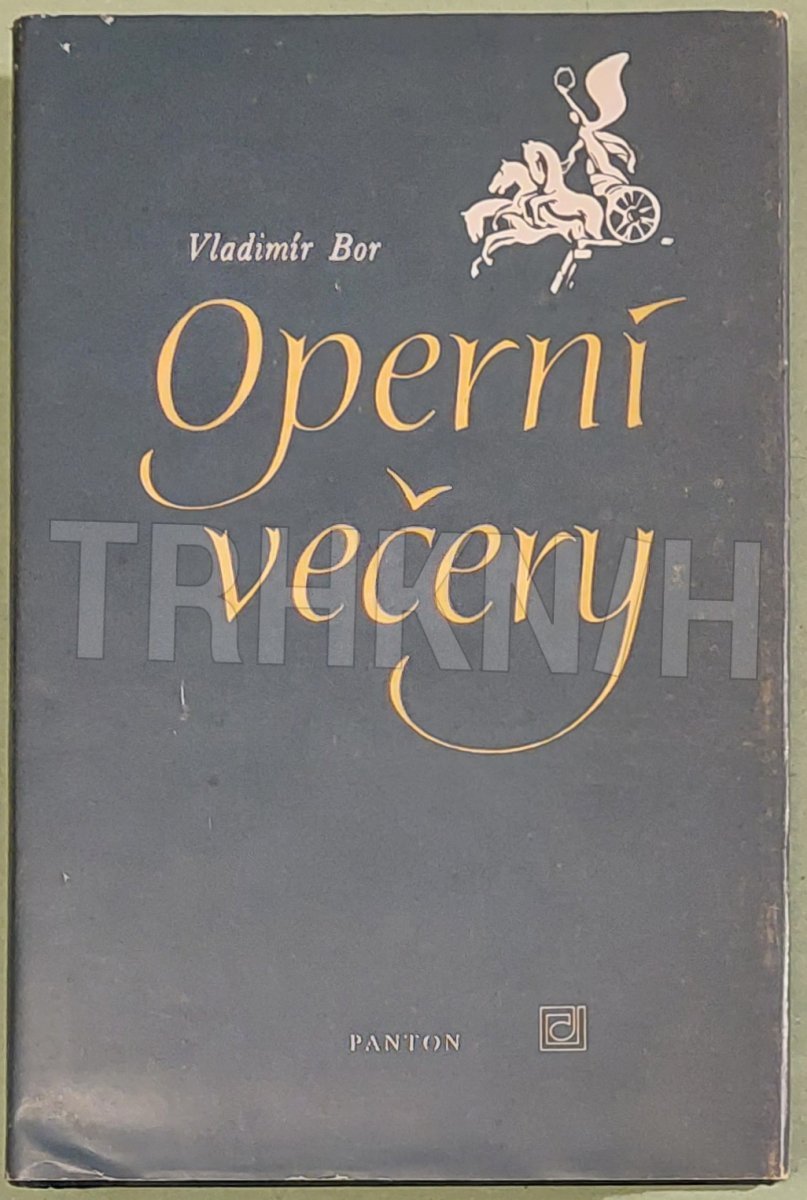 Vladimír Bor
Operní
večery
TRHKNIH
PANTON